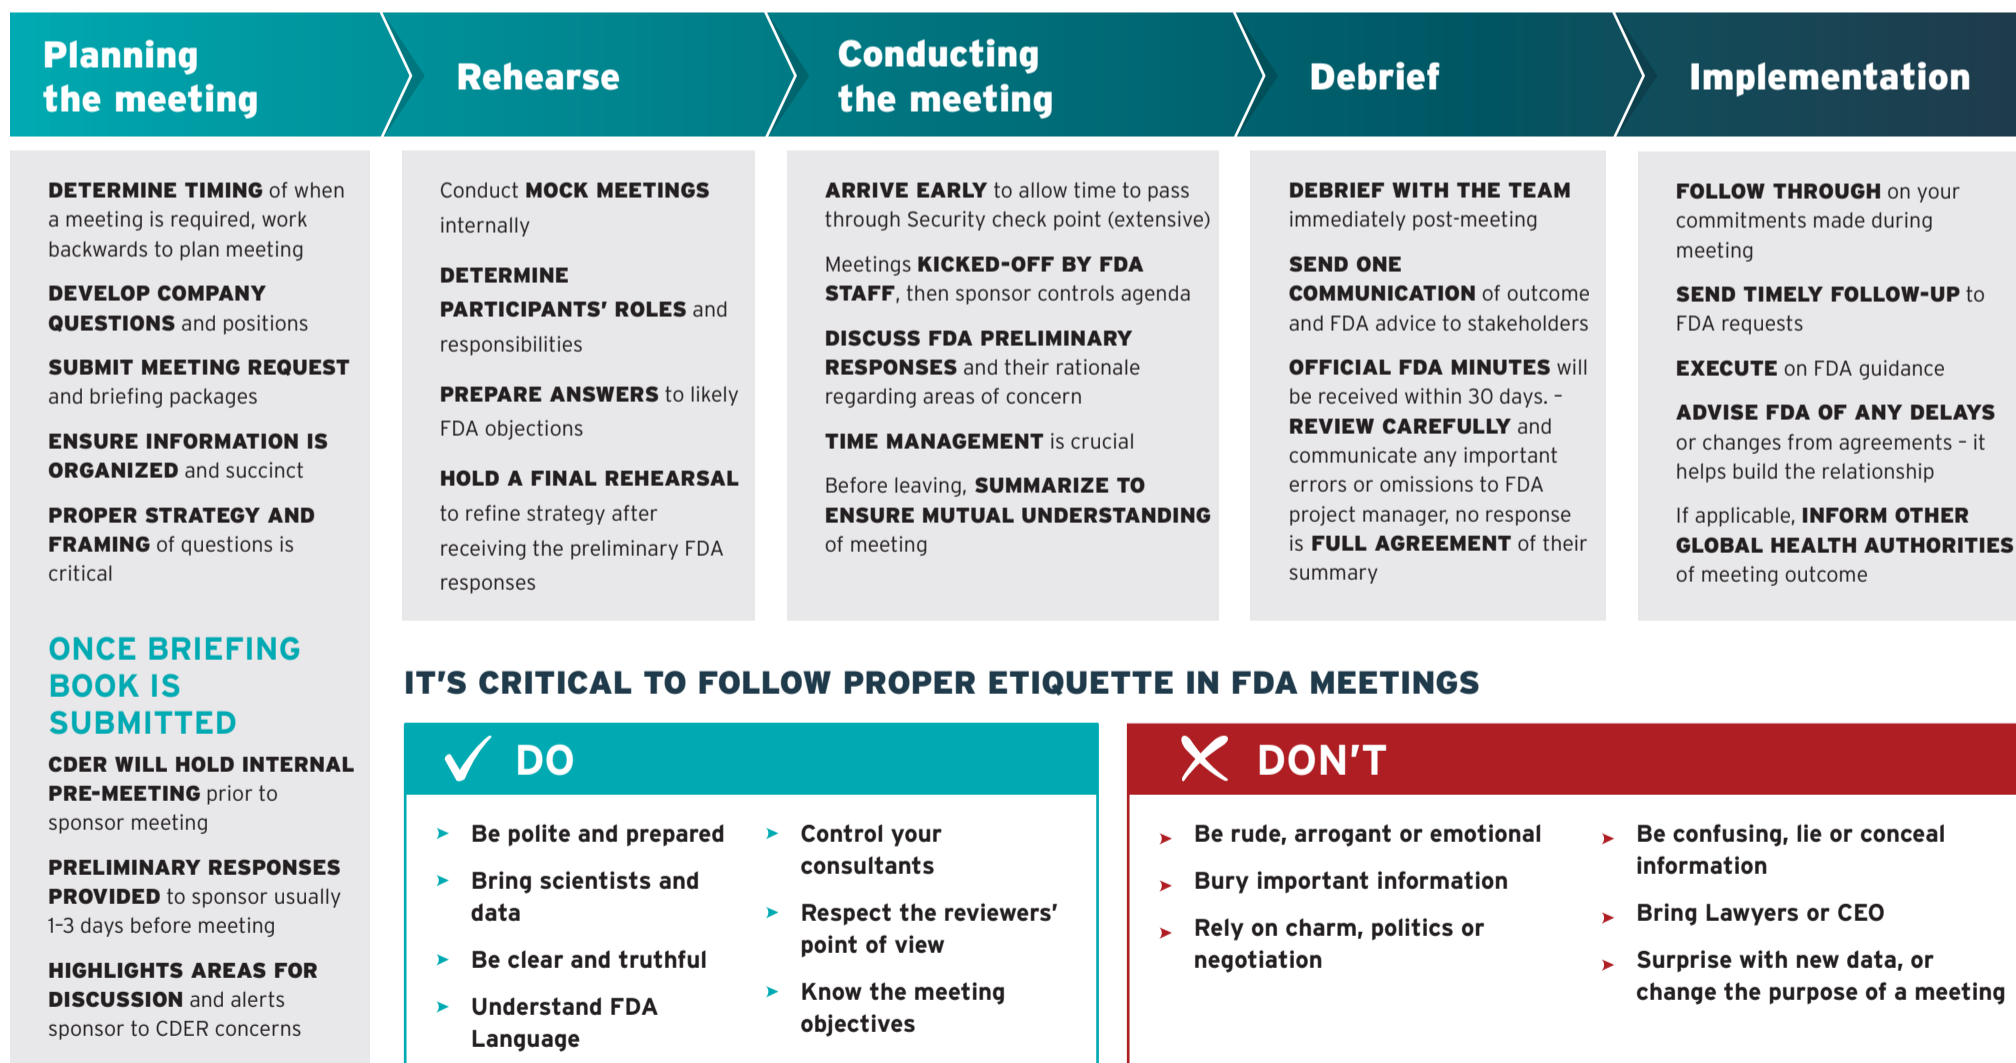 Planning
the meeting
Rehearse
Conducting
the meeting
Debrief
Implementation
DETERMINE TIMING of when
a meeting is required, work
backwards to plan meeting
DEVELOP COMPANY
QUESTIONS and positions
SUBMIT MEETING REQUEST
and briefing packages
ENSURE INFORMATION IS
ORGANIZED and succinct
PROPER STRATEGY AND
FRAMING of questions is
critical
ONCE BRIEFING
BOOK IS
SUBMITTED
CDER WILL HOLD INTERNAL
PRE-MEETING prior to
sponsor meeting
PRELIMINARY RESPONSES
PROVIDED to sponsor usually
1–3 days before meeting
HIGHLIGHTS AREAS FOR
DISCUSSION and alerts
sponsor to CDER concerns
Conduct MOCK MEETINGS
internally
DETERMINE
PARTICIPANTS' ROLES and
responsibilities
PREPARE ANSWERS to likely
FDA objections
HOLD A FINAL REHEARSAL
to refine strategy after
receiving the preliminary FDA
responses
ARRIVE EARLY to allow time to pass
through Security check point (extensive)
Meetings KICKED-OFF BY FDA
STAFF, then sponsor controls agenda
DISCUSS FDA PRELIMINARY
RESPONSES and their rationale
regarding areas of concern
TIME MANAGEMENT is crucial
Before leaving, SUMMARIZE TO
ENSURE MUTUAL UNDERSTANDING
of meeting
DEBRIEF WITH THE TEAM
immediately post-meeting
SEND ONE
COMMUNICATION of outcome
and FDA advice to stakeholders
OFFICIAL FDA MINUTES will
be received within 30 days. –
REVIEW CAREFULLY and
communicate any important
errors or omissions to FDA
project manager, no response
is FULL AGREEMENT of their
summary
FOLLOW THROUGH on your
commitments made during
meeting
SEND TIMELY FOLLOW-UP to
FDA requests
EXECUTE on FDA guidance
ADVISE FDA OF ANY DELAYS
or changes from agreements – it
helps build the relationship
If applicable, INFORM OTHER
GLOBAL HEALTH AUTHORITIES
of meeting outcome
IT'S CRITICAL TO FOLLOW PROPER ETIQUETTE IN FDA MEETINGS
DO
Be polite and prepared
Bring scientists and
data
Be clear and truthful
Understand FDA
Language
Control your
consultants
Respect the reviewers'
point of view
Know the meeting
objectives
DON'T
Be rude, arrogant or emotional
Bury important information
Rely on charm, politics or
negotiation
Be confusing, lie or conceal
information
Bring Lawyers or CEO
Surprise with new data, or
change the purpose of a meeting